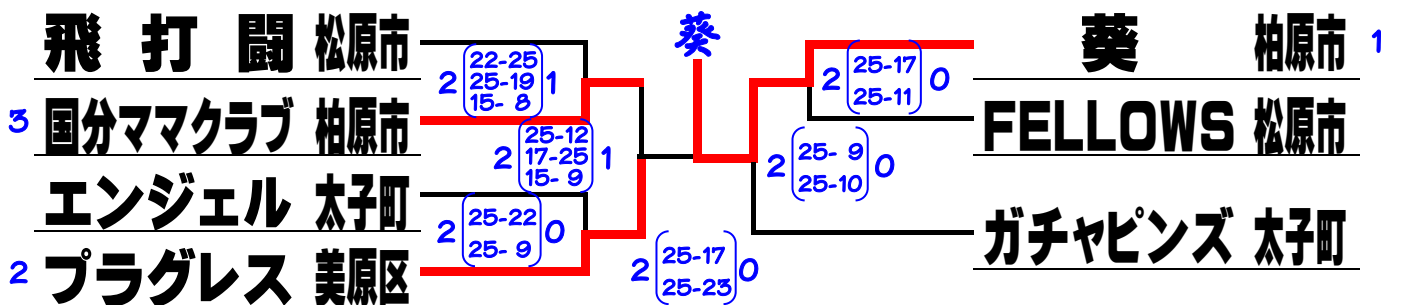 葵
飛打闘 松原市
2 22-25 25-19 15- 8 1
3 国分ママクラブ 柏原市
2 25-12 17-25 15- 9 1
エンジェル 太子町
2 25-22 25- 9 0
2 プラグレス 美原区
2 25-17 25-23 0
葵 柏原市 1
2 25-17 25-11 0
FELLOWS 松原市
2 25- 9 25-10 0
ガチャピンズ 太子町